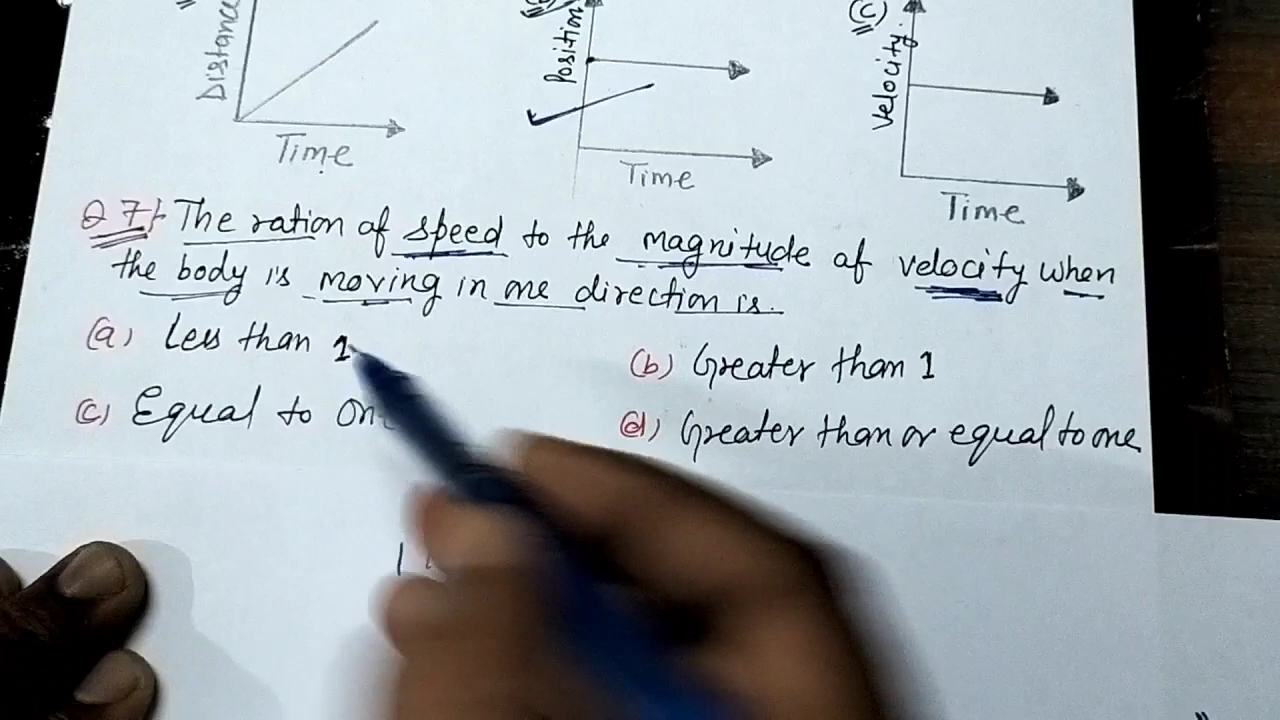 Distance
Time
Position
Time
(c)
Velocity
Time
Q 7:- The ration of speed to the magnitude of velocity when
the body is moving in one direction is.
(a) Less than 1
(b) Greater than 1
(c) Equal to
(d) Greater than or equal to one